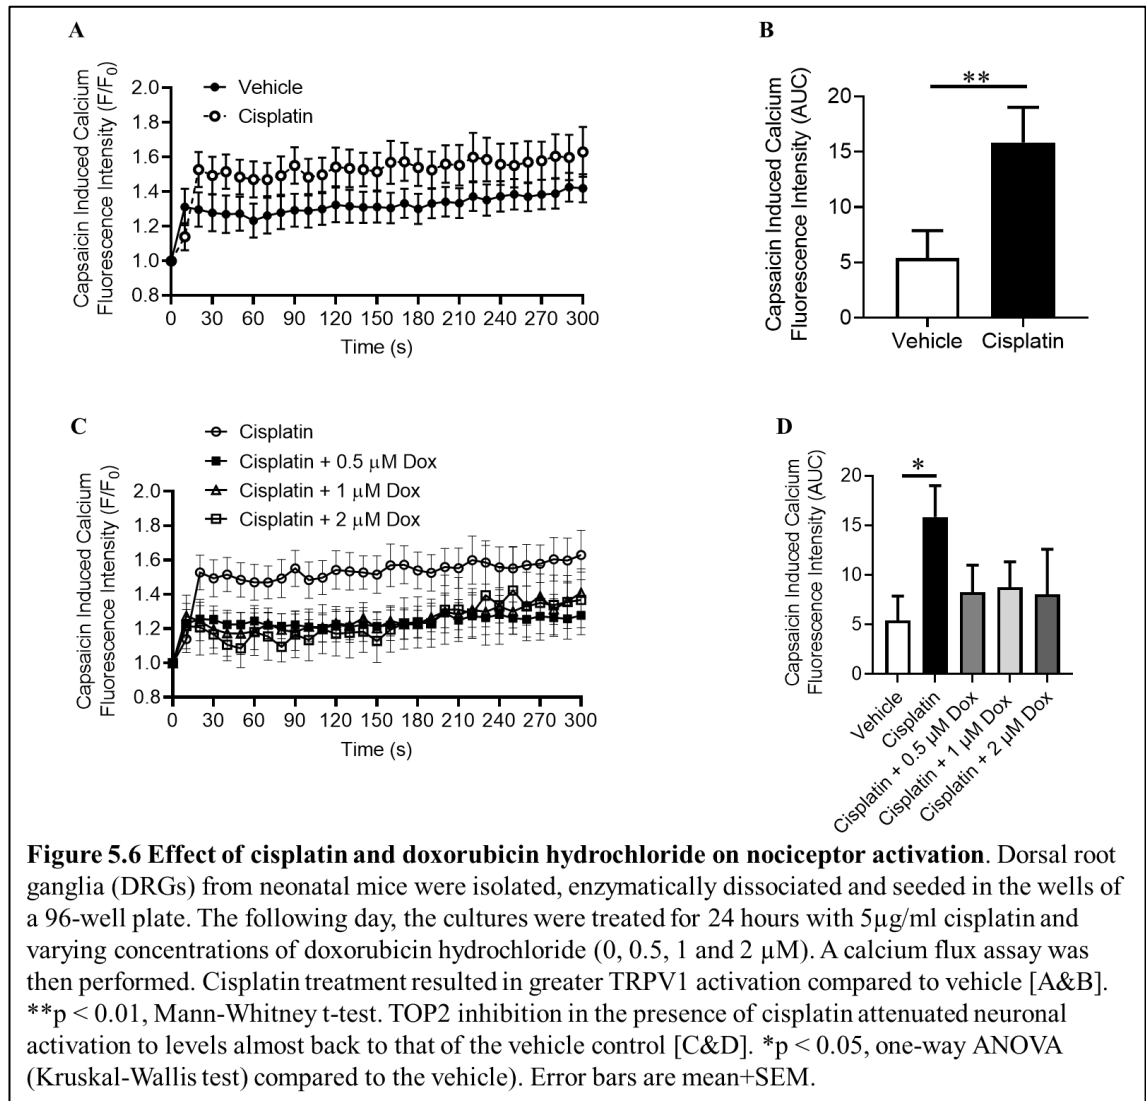 A
Capsaicin Induced Calcium
Fluorescence Intensity (F/F0)
Vehicle
Cisplatin
2.0
1.8
1.6
1.4
1.2
1.0
0.8
0 30 60 90 120 150 180 210 240 270 300
Time (s)
B
Capsaicin Induced Calcium
Fluorescence Intensity (AUC)
**
20
15
10
5
0
Vehicle Cisplatin
C
Capsaicin Induced Calcium
Fluorescence Intensity (F/F0)
Cisplatin
Cisplatin + 0.5 µM Dox
Cisplatin + 1 µM Dox
Cisplatin + 2 µM Dox
2.0
1.8
1.6
1.4
1.2
1.0
0.8
0 30 60 90 120 150 180 210 240 270 300
Time (s)
D
Capsaicin Induced Calcium
Fluorescence Intensity (AUC)
*
20
15
10
5
0
Vehicle
Cisplatin
Cisplatin + 0.5 µM Dox
Cisplatin + 1 µM Dox
Cisplatin + 2 µM Dox
Figure 5.6 Effect of cisplatin and doxorubicin hydrochloride on nociceptor activation. Dorsal root
ganglia (DRGs) from neonatal mice were isolated, enzymatically dissociated and seeded in the wells of
a 96-well plate. The following day, the cultures were treated for 24 hours with 5µg/ml cisplatin and
varying concentrations of doxorubicin hydrochloride (0, 0.5, 1 and 2 µM). A calcium flux assay was
then performed. Cisplatin treatment resulted in greater TRPV1 activation compared to vehicle [A&B].
**p < 0.01, Mann-Whitney t-test. TOP2 inhibition in the presence of cisplatin attenuated neuronal
activation to levels almost back to that of the vehicle control [C&D]. *p < 0.05, one-way ANOVA
(Kruskal-Wallis test) compared to the vehicle). Error bars are mean+SEM.